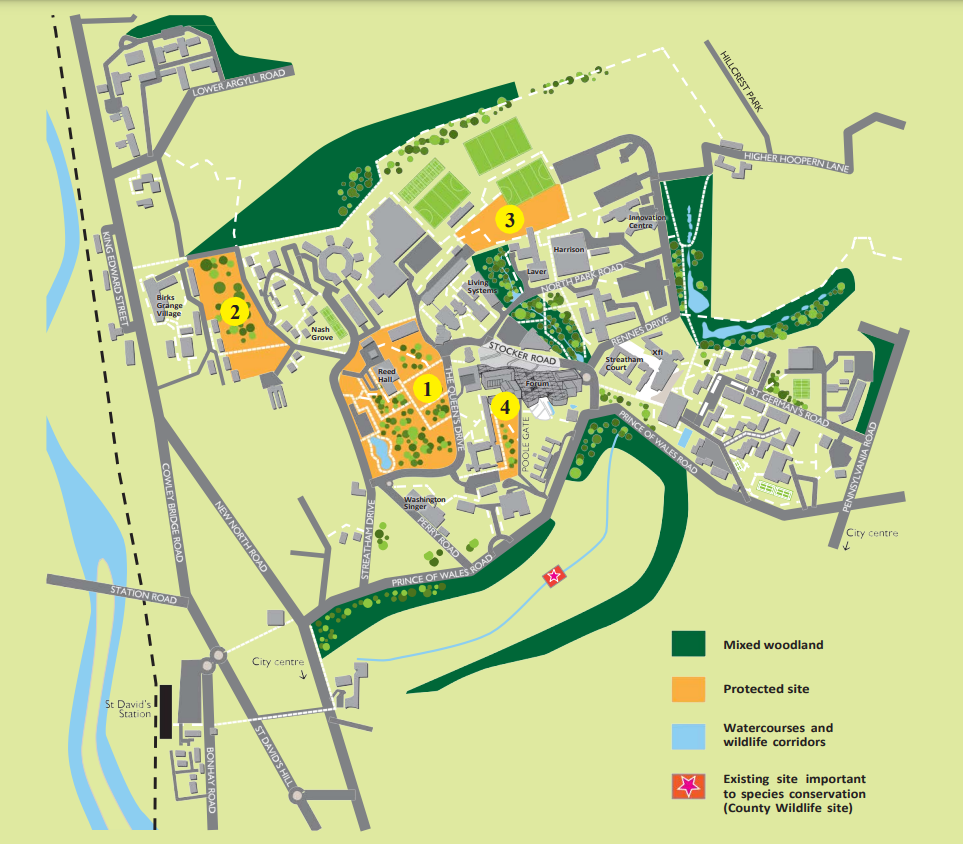 LOWER ARGYLL ROAD
HILLCREST PARK
HIGHER HOOPERN LANE
KING EDWARD STREET
3
Innovation
Centre
Harrison
Laver
Living
Systems
NORTH PARK ROAD
Birks
Grange
Village
2
Nash
Grove
RENNES DRIVE
STOCKER ROAD
Streatham
Court
Xfi
Reed
Hall
1
THE QUEEN'S DRIVE
Forum
4
POOLE GATE
ST GERMAN'S ROAD
PRINCE OF WALES ROAD
PENNSYLVANIA ROAD
City centre
COWLEY BRIDGE ROAD
NEW NORTH ROAD
Washington
Singer
STREATHAM DRIVE
PERRY ROAD
PRINCE OF WALES ROAD
STATION ROAD
City centre
St David's
Station
ST DAVID'S HILL
BONHAY ROAD
Mixed woodland
Protected site
Watercourses and
wildlife corridors
Existing site important
to species conservation
(County Wildlife site)